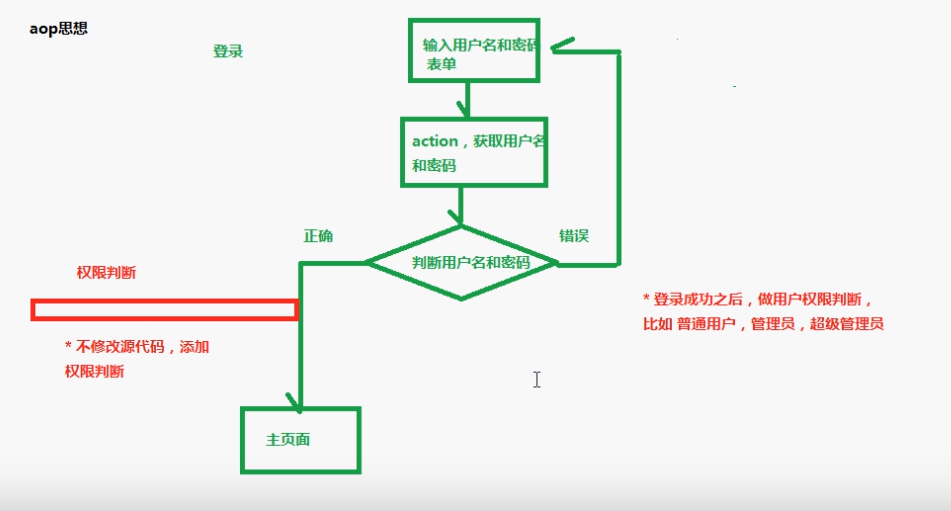 aop思想
登录
输入用户名和密码
表单
action，获取用户名
和密码
正确
错误
判断用户名和密码
权限判断
* 登录成功之后，做用户权限判断，
比如 普通用户，管理员，超级管理员
* 不修改源代码，添加
权限判断
主页面